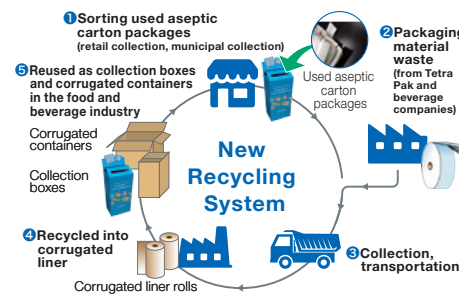 ❶Sorting used aseptic
carton packages
(retail collection, municipal collection)
Used aseptic
carton packages
❷Packaging
material
waste
(from Tetra
Pak and
beverage
companies)
❸Collection,
transportation
❹Recycled into
corrugated
liner
Corrugated liner rolls
❺Reused as collection boxes
and corrugated containers
in the food and
beverage industry
Corrugated
containers
Collection
boxes
New
Recycling
System